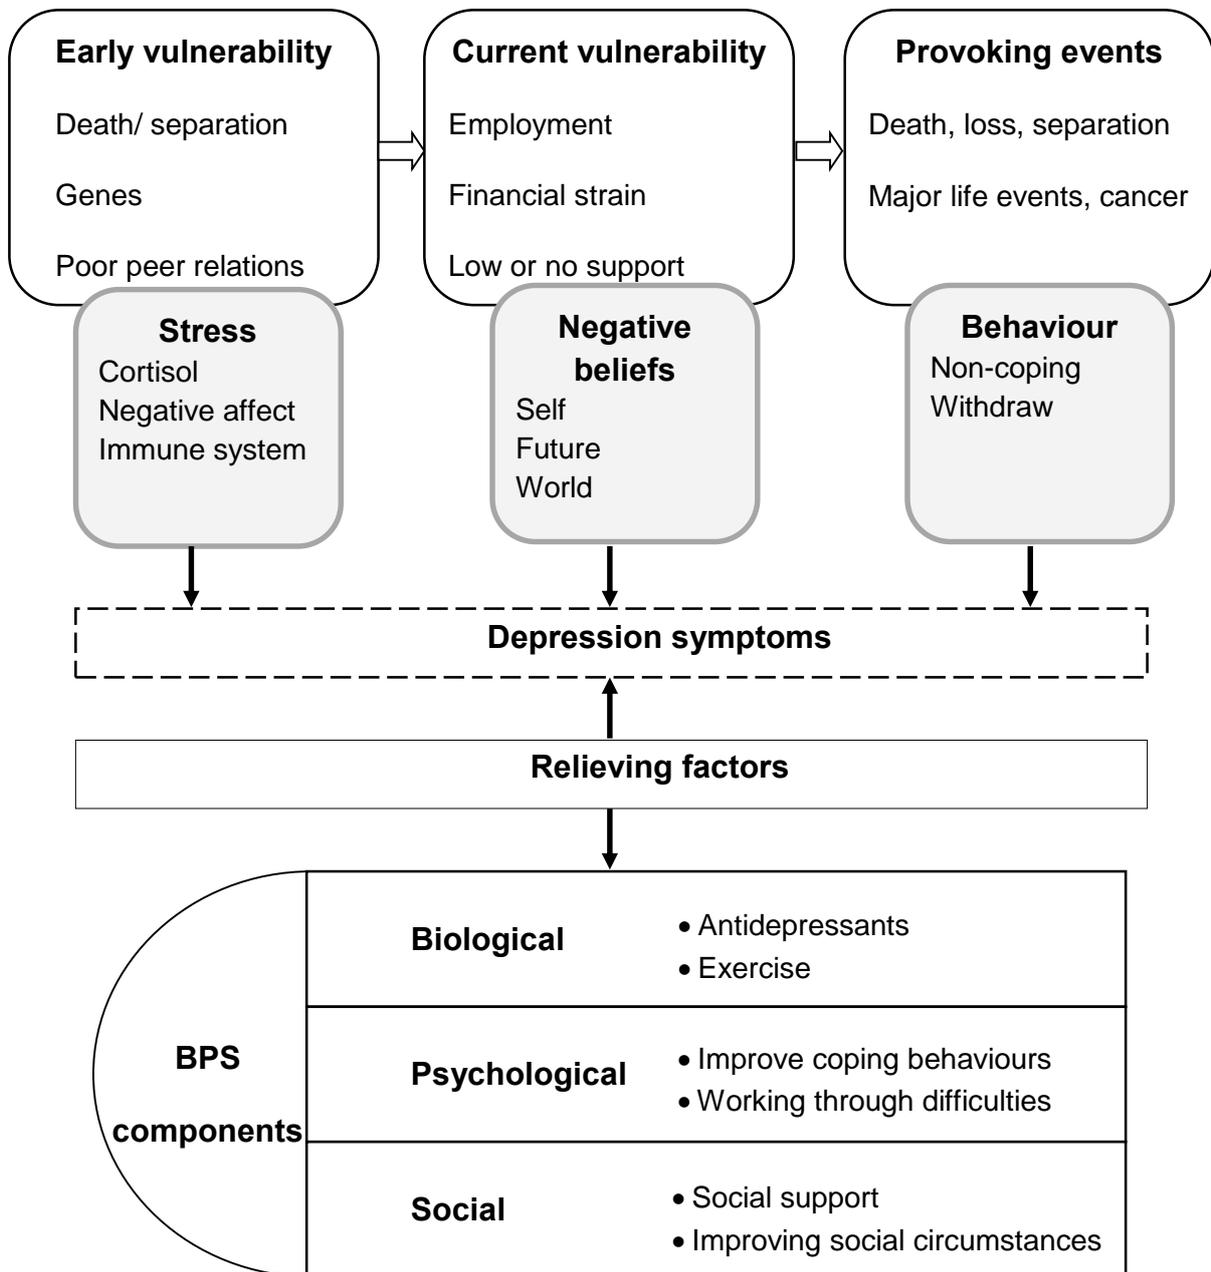 Early vulnerability
Death/ separation
Genes
Poor peer relations
Current vulnerability
Employment
Financial strain
Low or no support
Provoking events
Death, loss, separation
Major life events, cancer
Stress
Cortisol
Negative affect
Immune system
Negative
beliefs
Self
Future
World
Behaviour
Non-coping
Withdraw
Depression symptoms
Relieving factors
BPS
components
Biological
• Antidepressants
• Exercise
Psychological
• Improve coping behaviours
• Working through difficulties
Social
• Social support
• Improving social circumstances